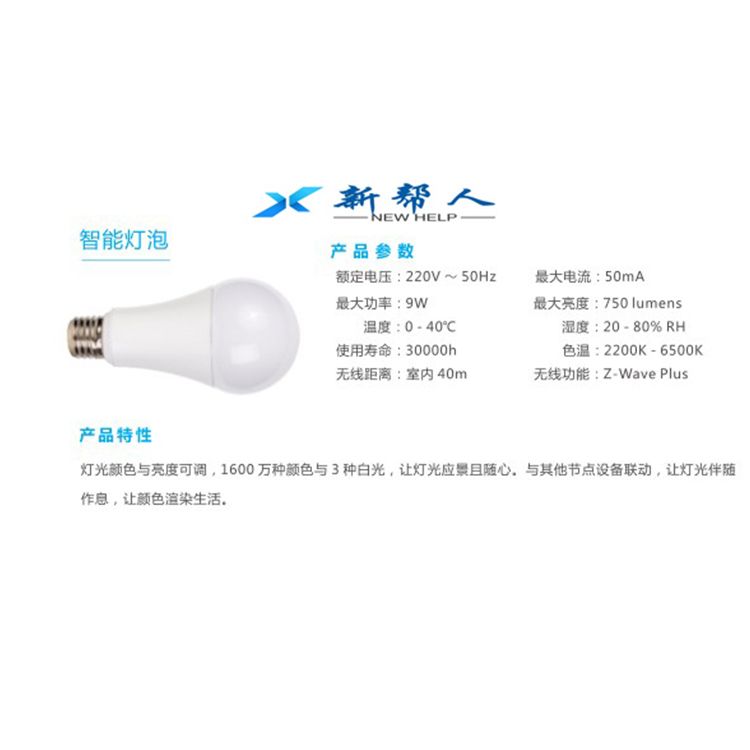 新帮人
NEW HELP
智能灯泡
产品参数
额定电压：220V ～ 50Hz 最大电流：50mA
最大功率：9W 最大亮度：750 lumens
温度：0 - 40℃ 湿度：20 - 80% RH
使用寿命：30000h 色温：2200K - 6500K
无线距离：室内 40m 无线功能：Z-Wave Plus
产品特性
灯光颜色与亮度可调，1600 万种颜色与 3 种白光，让灯光应景且随心。与其他节点设备联动，让灯光伴随
作息，让颜色渲染生活。